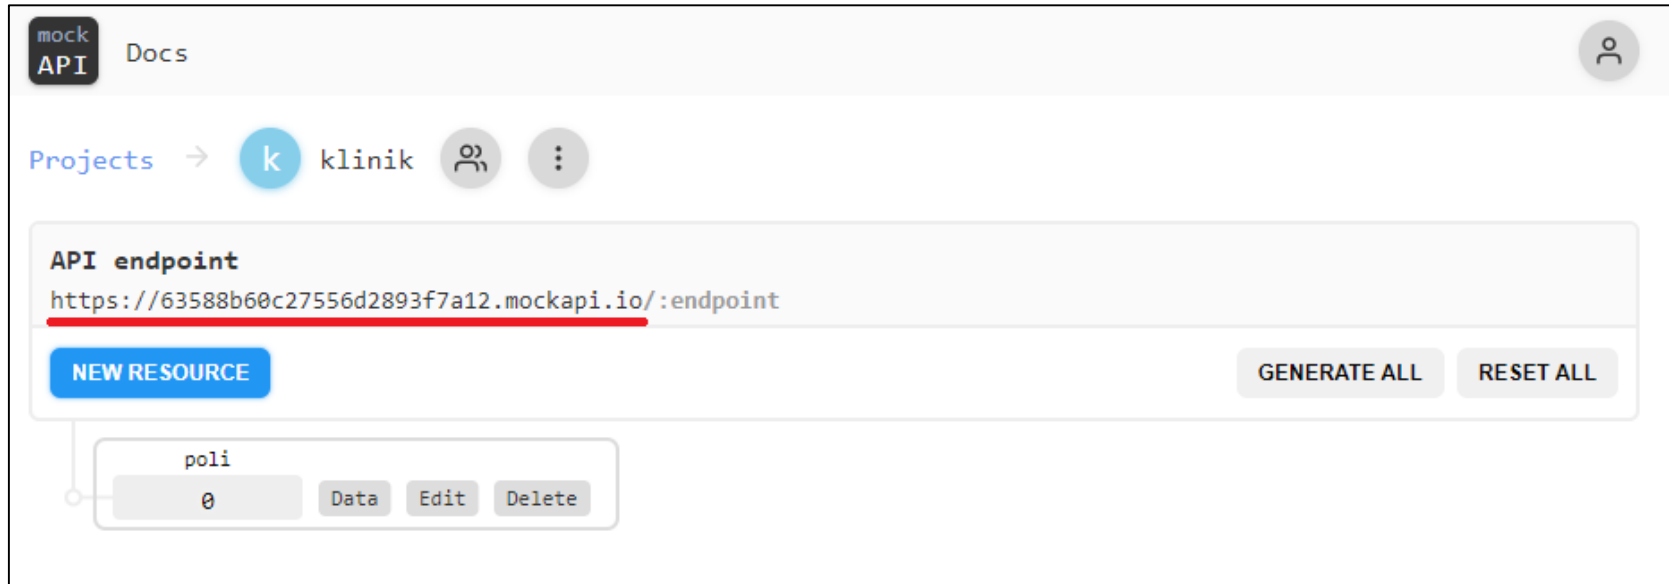 mock
API
Docs
Projects → k klinik
API endpoint
https://63588b60c27556d2893f7a12.mockapi.io/:endpoint
NEW RESOURCE
GENERATE ALL
RESET ALL
poli
0
Data
Edit
Delete